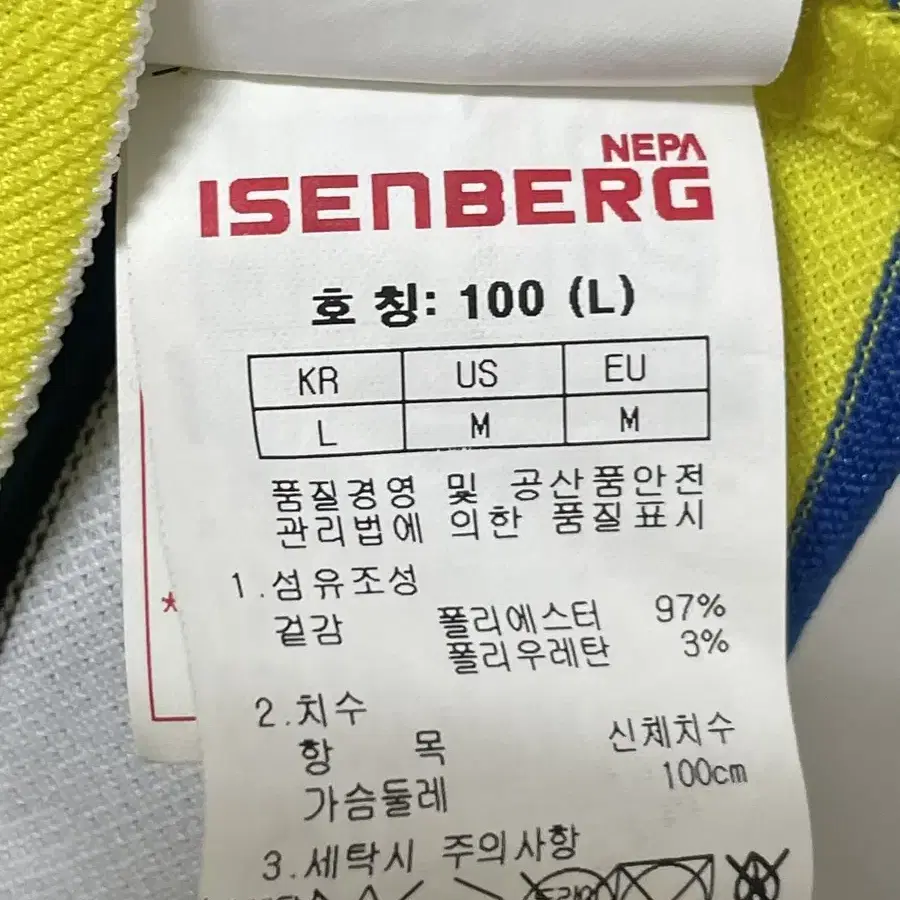 NEPA
ISENBERG
호 칭: 100 (L)
KR US EU
L M M
품질경영 및 공산품안전
관리법에 의한 품질표시
1.섬유조성
겉감 폴리에스터 97%
폴리우레탄 3%
2.치수
항 목 신체치수
가슴둘레 100cm
3.세탁시 주의사항